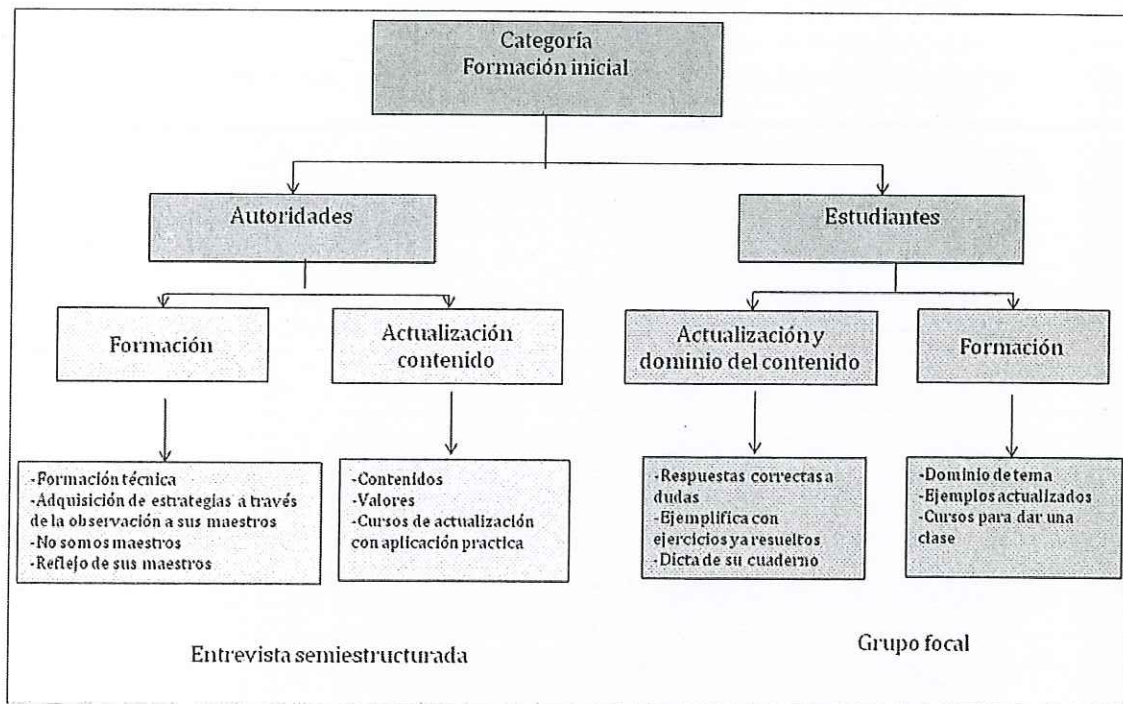 Categoría
Formación inicial
Autoridades
Estudiantes
Formación
Actualización
contenido
Actualización y
dominio del contenido
Formación
-Formación técnica
-Adquisición de estrategias a través
de la observación a sus maestros
-No somos maestros
-Reflejo de sus maestros
-Contenidos
-Valores
-Cursos de actualización
con aplicación practica
-Respuestas correctas a
dudas
-Ejemplifica con
ejercicios ya resueltos
-Dicta de su cuaderno
-Dominio de tema
-Ejemplos actualizados
-Cursos para dar una
clase
Entrevista semiestructurada
Grupo focal